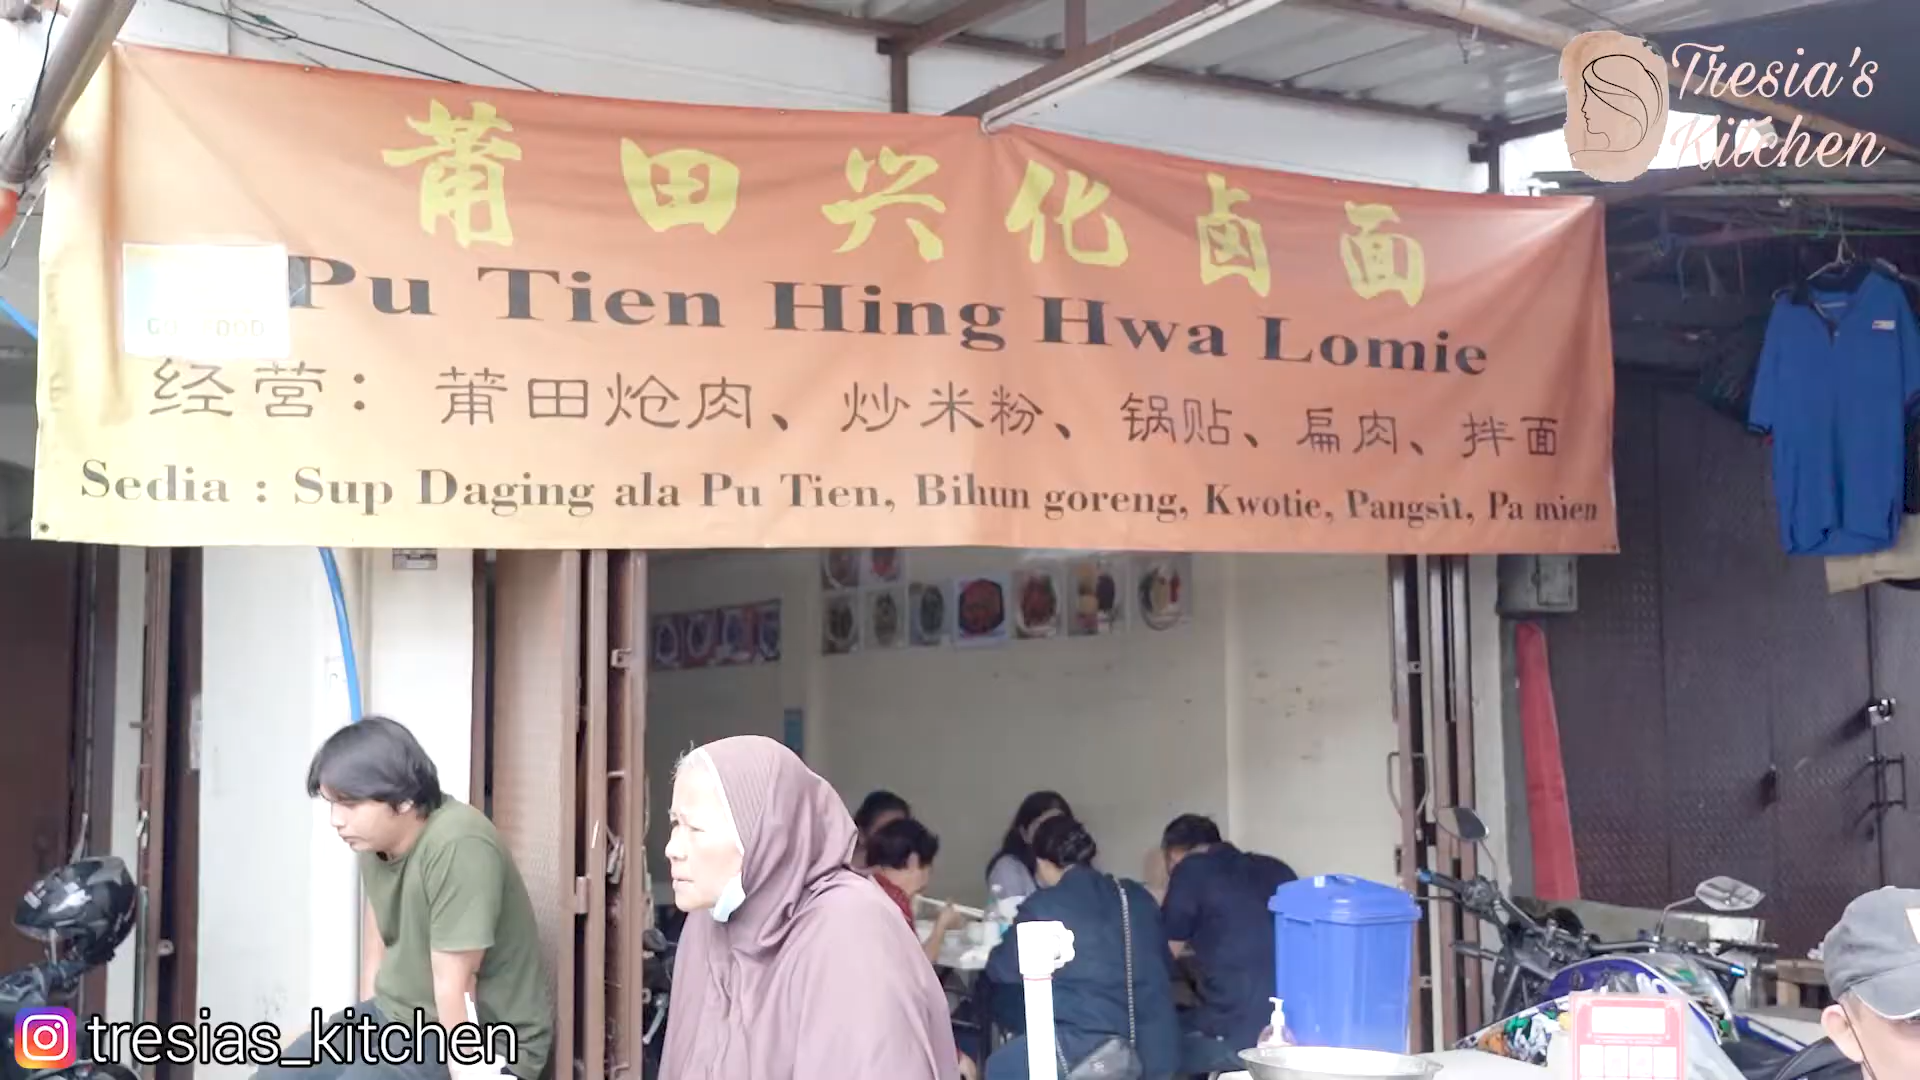 Tresia's
Kitchen
莆田兴化卤面
Pu Tien Hing Hwa Lomie
经营：莆田炝肉、炒米粉、锅贴、扁肉、拌面
Sedia : Sup Daging ala Pu Tien, Bihun goreng, Kwotie, Pangsit, Pa mien
tresias_kitchen